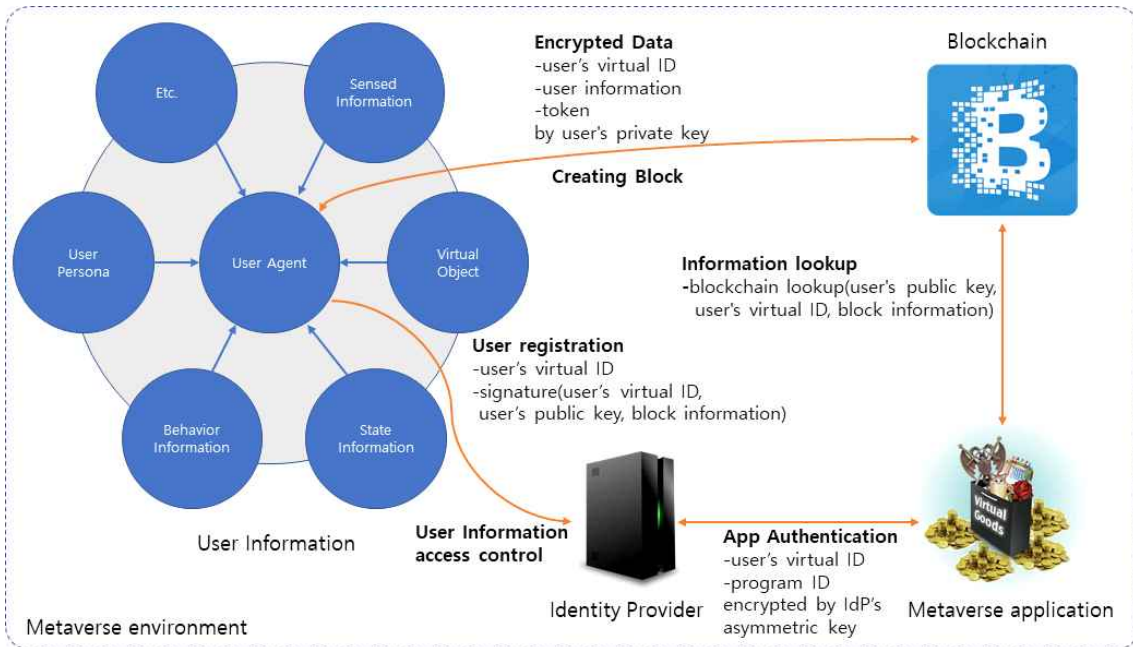 Etc.
Sensed
Information
User
Persona
User Agent
Virtual
Object
Behavior
Information
State
Information
User Information
Encrypted Data
-user's virtual ID
-user information
-token
by user's private key
Creating Block
Blockchain
B
Information lookup
-blockchain lookup(user's public key,
user's virtual ID, block information)
User registration
-user's virtual ID
-signature(user's virtual ID,
user's public key, block information)
User Information
access control
Identity Provider
App Authentication
-user's virtual ID
-program ID
encrypted by IdP's
asymmetric key
Virtual
Goods
Metaverse application
Metaverse environment